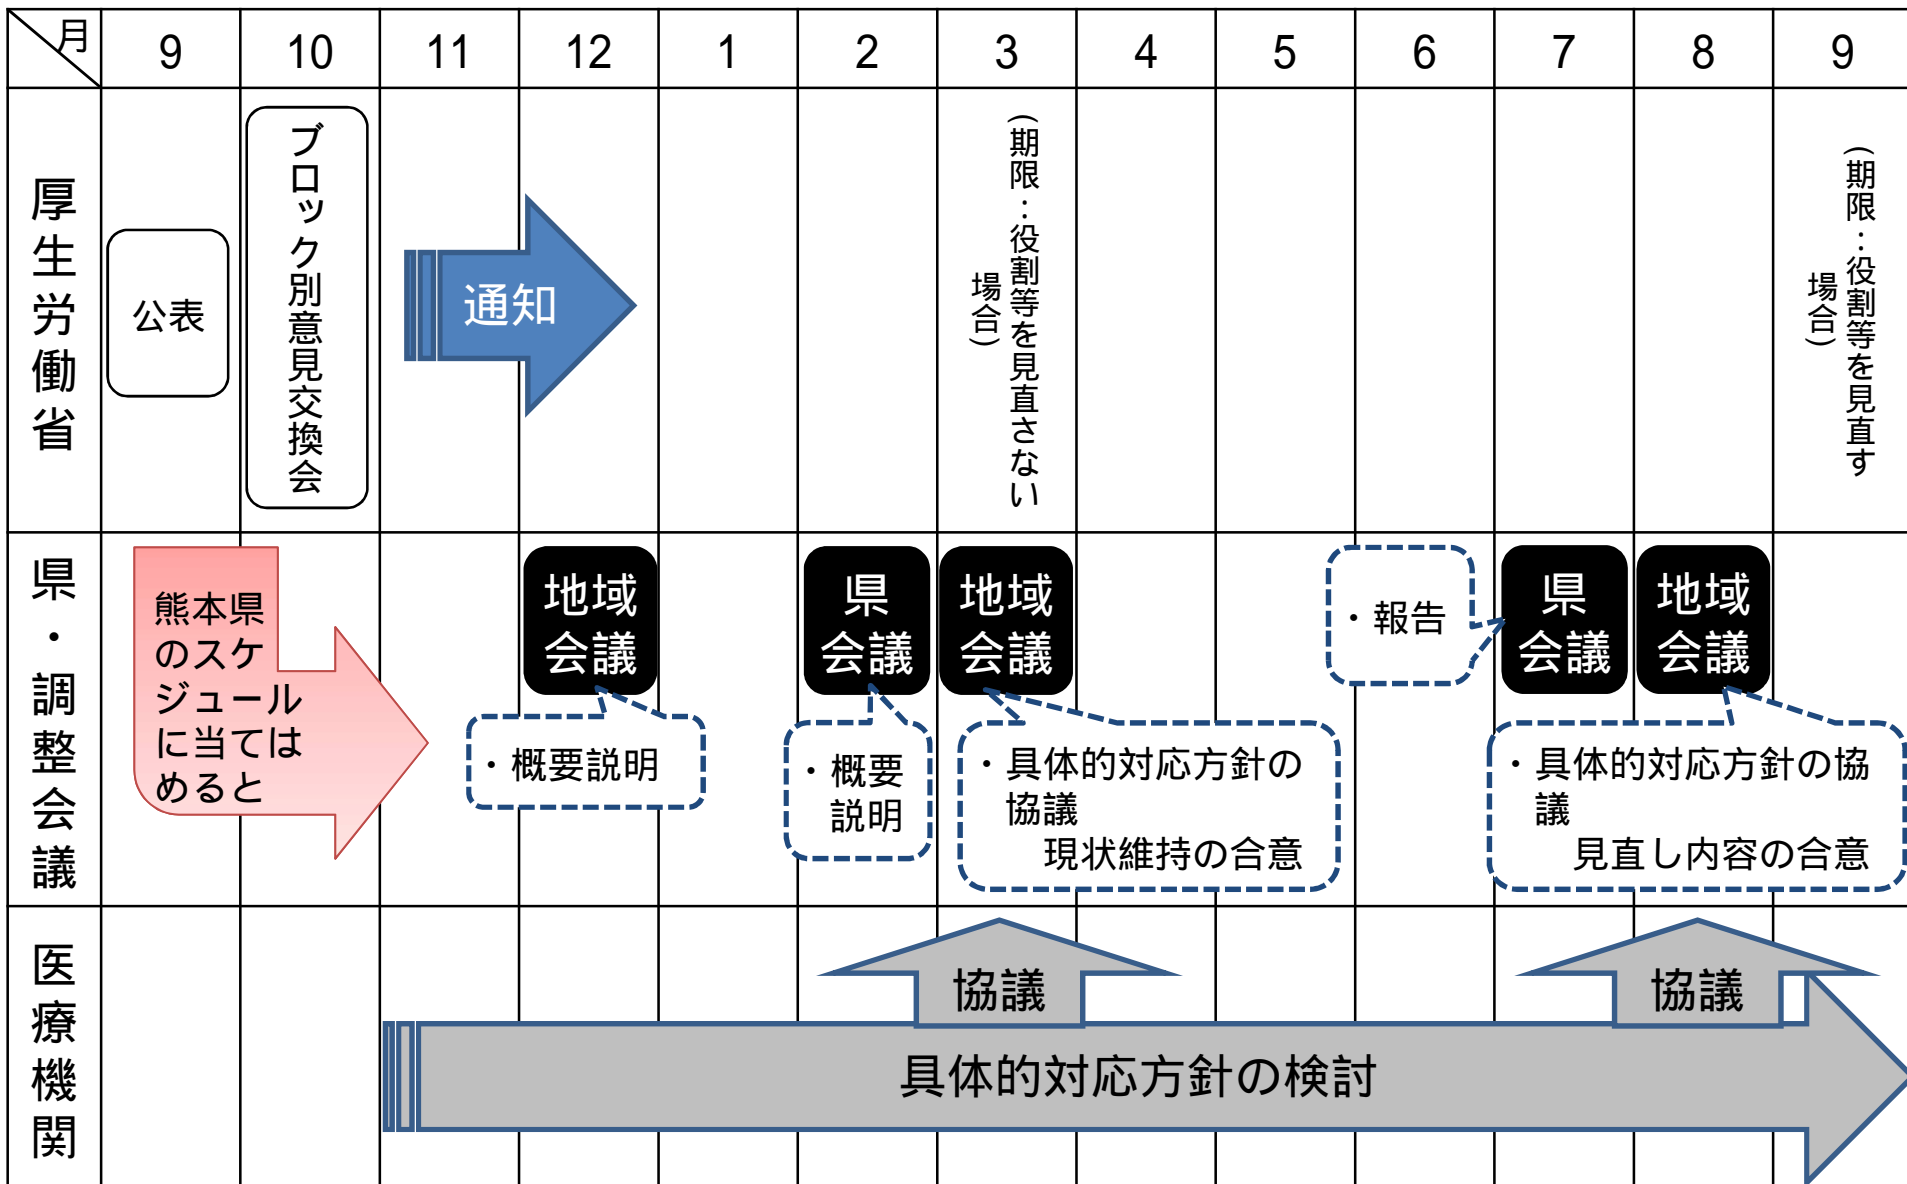 月
9
10
11
12
1
2
3
4
5
6
7
8
9
厚生労働省
公表
ブロック別意見交換会
通知
(期限:役割等を見直さない
場合)
(期限:役割等を見直す
場合)
県・調整会議
熊本県
のスケ
ジュール
に当ては
めると
地域
会議
・概要説明
県
会議
・概要
説明
地域
会議
・具体的対応方針の
協議
現状維持の合意
・報告
県
会議
地域
会議
・具体的対応方針の協
議
見直し内容の合意
医療機関
協議
協議
具体的対応方針の検討